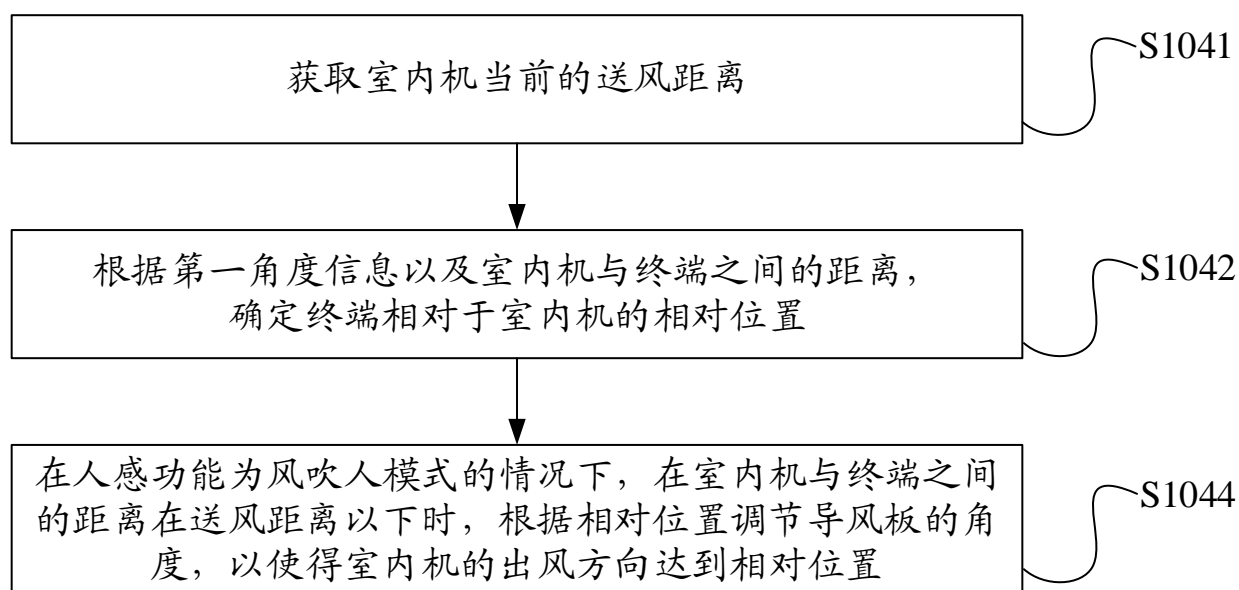 获取室内机当前的送风距离
S1041
根据第一角度信息以及室内机与终端之间的距离，
确定终端相对于室内机的相对位置
S1042
在人感功能为风吹人模式的情况下，在室内机与终端之间
的距离在送风距离以下时，根据相对位置调节导风板的角
度，以使得室内机的出风方向达到相对位置
S1044